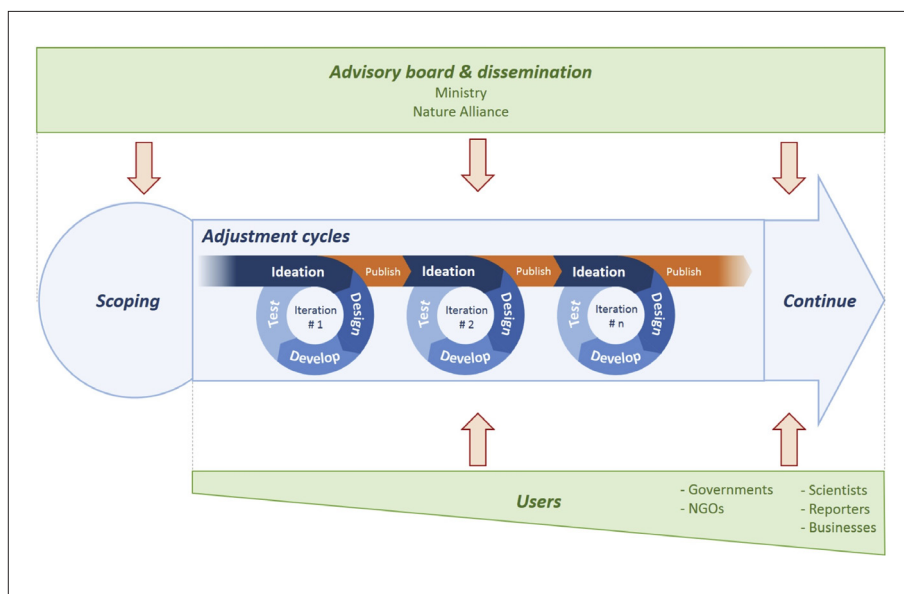 Advisory board & dissemination
Ministry
Nature Alliance
Adjustment cycles
Scoping
Ideation
Publish
Ideation
Publish
Ideation
Publish
Test
Iteration
# 1
Design
Develop
Test
Iteration
# 2
Design
Develop
Test
Iteration
# n
Design
Develop
Continue
Users
- Governments
- NGOs
- Scientists
- Reporters
- Businesses